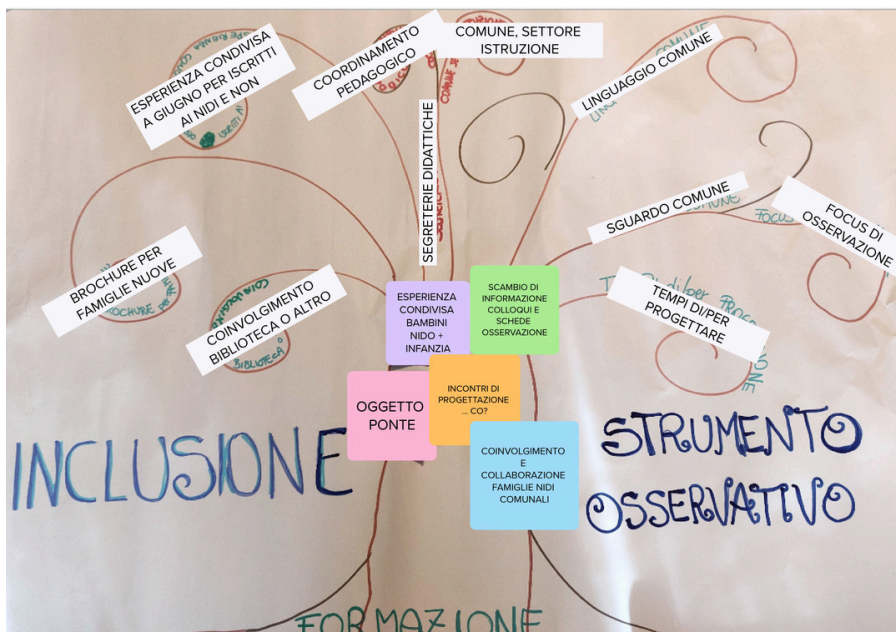 ESPERIENZA CONDIVISA
A GIUGNO PER ISCRITTI
AI NIDI E NON
COORDINAMENTO
PEDAGOGICO
COMUNE, SETTORE
ISTRUZIONE
LINGUAGGIO COMUNE
SEGRETERIE DIDATTICHE
SGUARDO COMUNE
FOCUS DI
OSSERVAZIONE
BROCHURE PER
FAMIGLIE NUOVE
COINVOLGIMENTO
BIBLIOTECA O ALTRO
TEMPI DI/PER
PROGETTARE
ESPERIENZA
CONDIVISA
BAMBINI
NIDO +
INFANZIA
SCAMBIO DI
INFORMAZIONE
COLLOQUI E
SCHEDE
OSSERVAZIONE
OGGETTO
PONTE
INCONTRI DI
PROGETTAZIONE
... CO?
COINVOLGIMENTO
E
COLLABORAZIONE
FAMIGLIE NIDI
COMUNALI
INCLUSIONE
STRUMENTO
OSSERVATIVO
FORMAZIONE